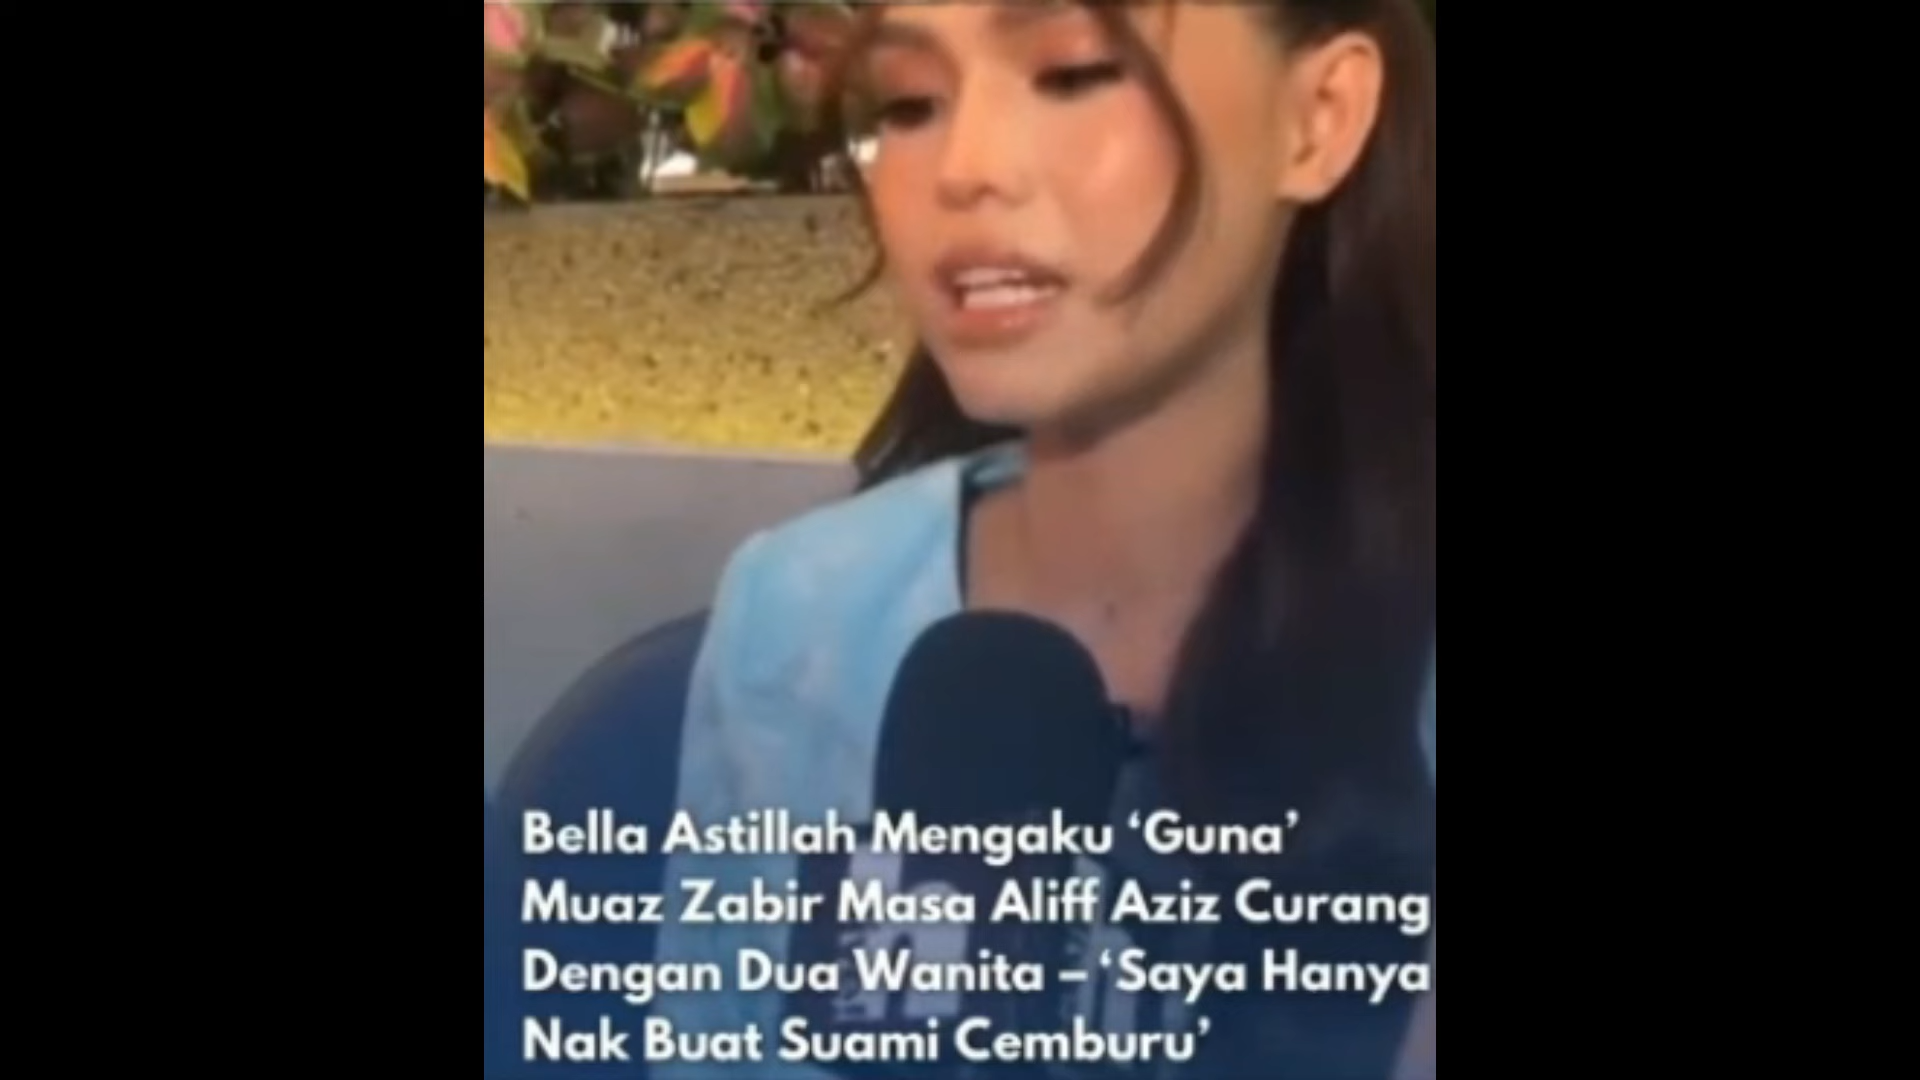 Bella Astillah Mengaku ‘Guna’
Muaz Zabir Masa Aliff Aziz Curang
Dengan Dua Wanita – ‘Saya Hanya
Nak Buat Suami Cemburu’